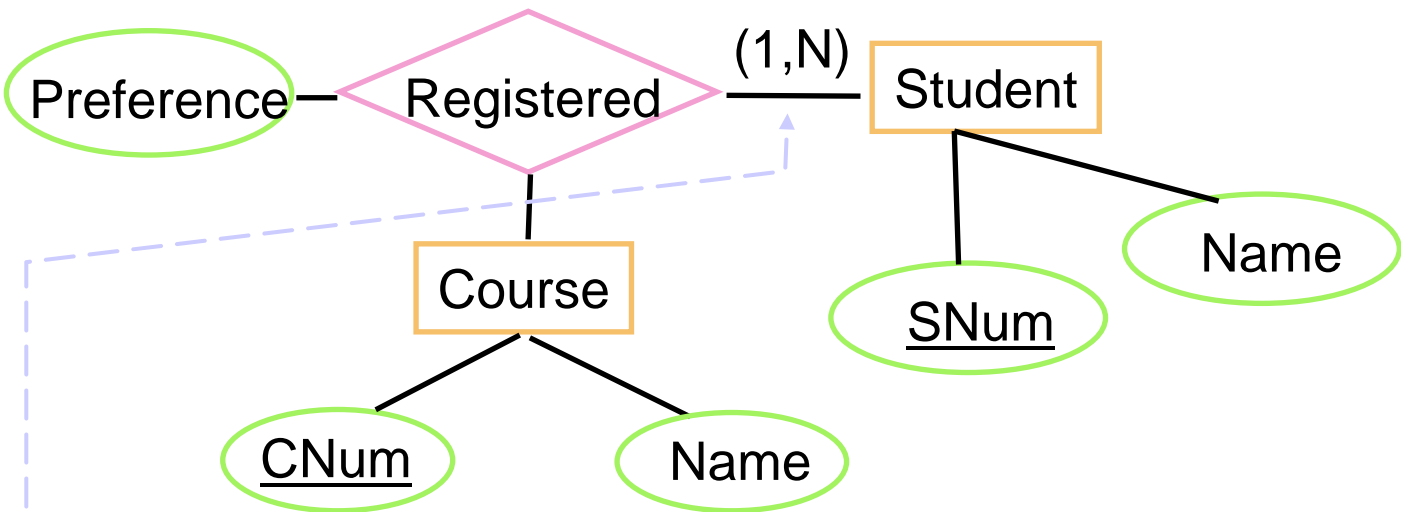 (1,N)
Preference
Registered
Student
Name
Course
SNum
CNum
Name